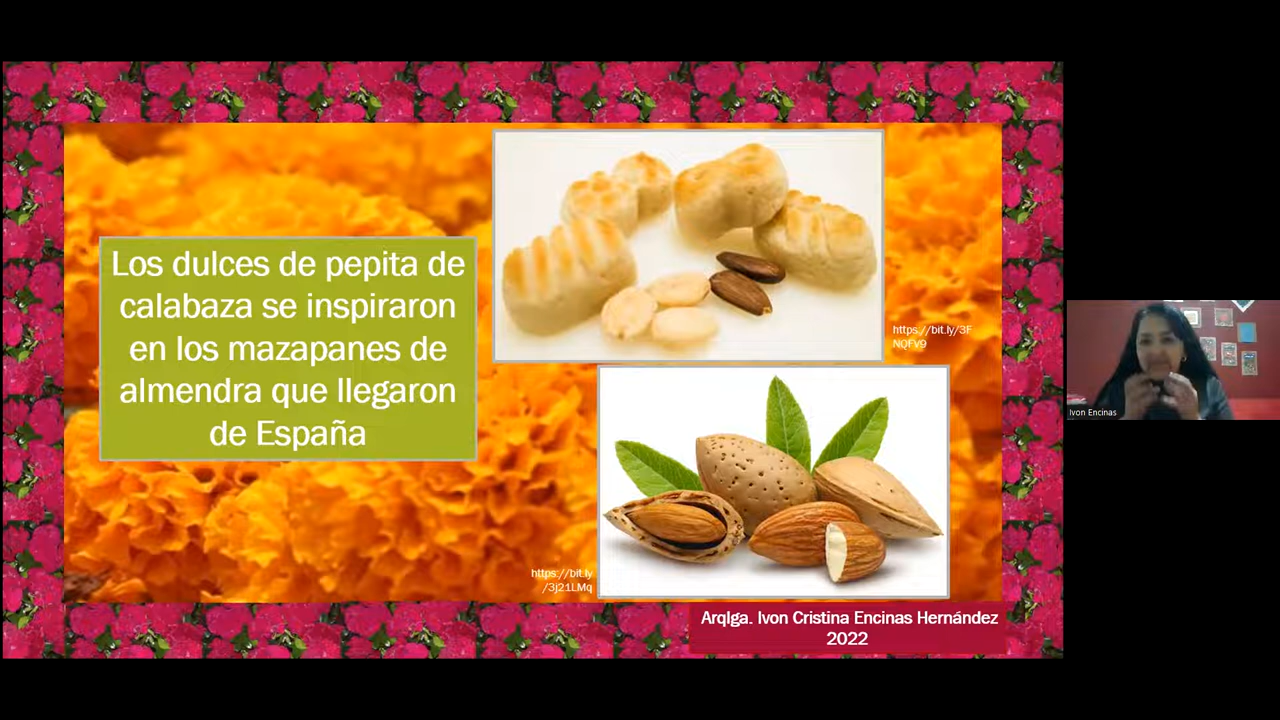 Los dulces de pepita de
calabaza se inspiraron
en los mazapanes de
almendra que llegaron
de España
https://bit.ly/3F
NQFV9
https://bit.ly
/3j21LMq
Arqlga. Ivon Cristina Encinas Hernández
2022
Ivon Encinas